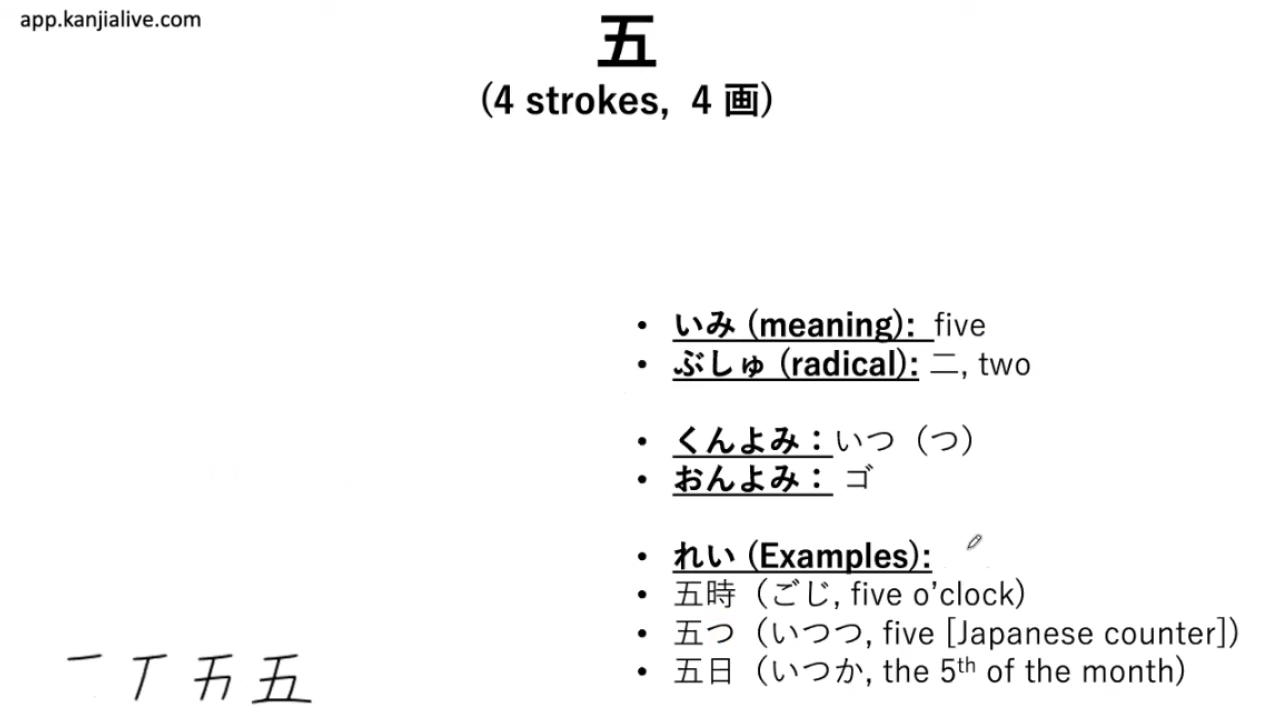 app.kanjialive.com
五
(4 strokes, 4 画)
• いみ (meaning): five
• ぶしゅ (radical): 二, two
• くんよみ：いつ（つ）
• おんよみ： ゴ
• れい (Examples):
• 五時（ごじ, five o’clock）
• 五つ（いつつ, five [Japanese counter]）
• 五日（いつか, the 5th of the month）
一 丅 五